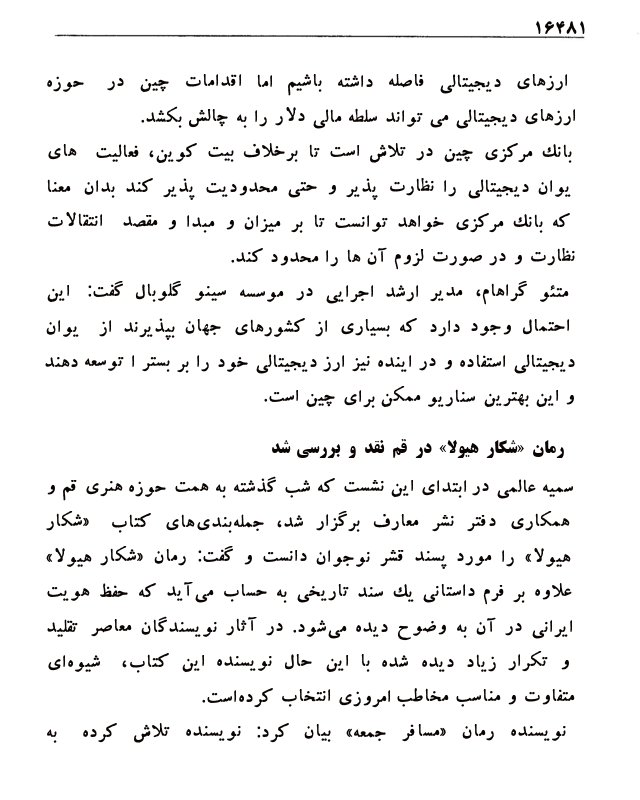 ۱۶۴۸۱
ارزهای دیجیتالی فاصله داشته باشیم اما اقدامات چین در حوزه
ارزهای دیجیتالی می تواند سلطه مالی دلار را به چالش بکشد.
بانك مرکزی چین در تلاش است تا برخلاف بیت کوین، فعالیت های
یوان دیجیتالی را نظارت پذیر و حتی محدودیت پذیر کند بدان معنا
که بانك مرکزی خواهد توانست تا بر میزان و مبدا و مقصد انتقالات
نظارت و در صورت لزوم آن ها را محدود کند.
متئو گراهام، مدیر ارشد اجرایی در موسسه سینو گلوبال گفت: این
احتمال وجود دارد که بسیاری از کشورهای جهان بپذیرند از یوان
دیجیتالی استفاده و در اینده نیز ارز دیجیتالی خود را بر بستر ا توسعه دهند
و این بهترین سناریو ممکن برای چین است.
رمان «شکار هیولا» در قم نقد و بررسی شد
سمیه عالمی در ابتدای این نشست که شب گذشته به همت حوزه هنری قم و
همکاری دفتر نشر معارف برگزار شد، جمله‌بندی‌های کتاب «شکار
هیولا» را مورد پسند قشر نوجوان دانست و گفت: رمان «شکار هیولا»
علاوه بر فرم داستانی یك سند تاریخی به حساب می‌آید که حفظ هویت
ایرانی در آن به وضوح دیده می‌شود. در آثار نویسندگان معاصر تقلید
و تکرار زیاد دیده شده با این حال نویسنده این کتاب، شیوه‌ای
متفاوت و مناسب مخاطب امروزی انتخاب کرده‌است.
نویسنده رمان «مسافر جمعه» بیان کرد: نویسنده تلاش کرده به